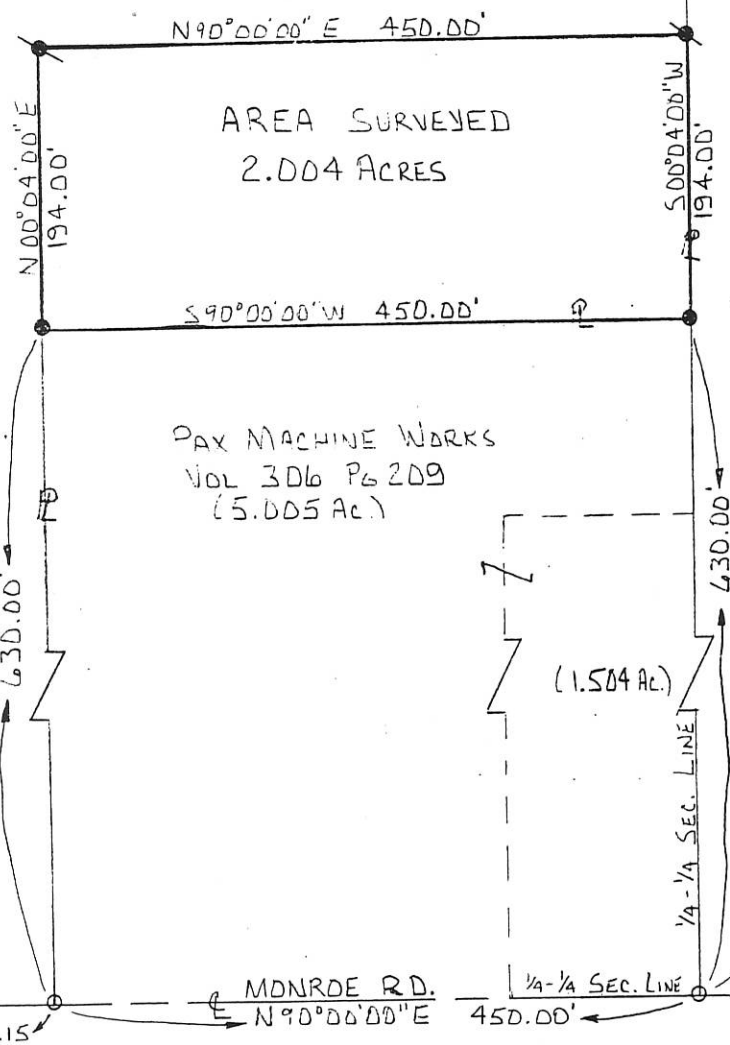 N90°00'00" E 450.00'
N00°04'00" E
194.00'
AREA SURVEYED
2.004 ACRES
S00°04'00" W
194.00'
S90°00'00" W 450.00'
PAX MACHINE WORKS
VOL 306 PG 209
(5.005 AC.)
630.00'
630.00'
(1.504 AC.)
1/4-1/4 SEC. LINE
MONROE RD.
1/4-1/4 SEC. LINE
N90°00'00"E 450.00'
.15